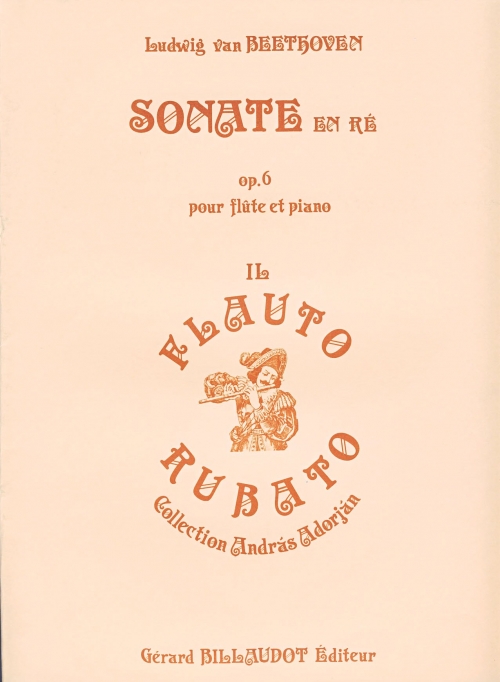 Ludwig van BEETHOVEN
SONATE EN RÉ
op.6
pour flûte et piano
IL
FLAUTO
RUBATO
Collection András Adorján
Gérard BILLAUDOT Éditeur